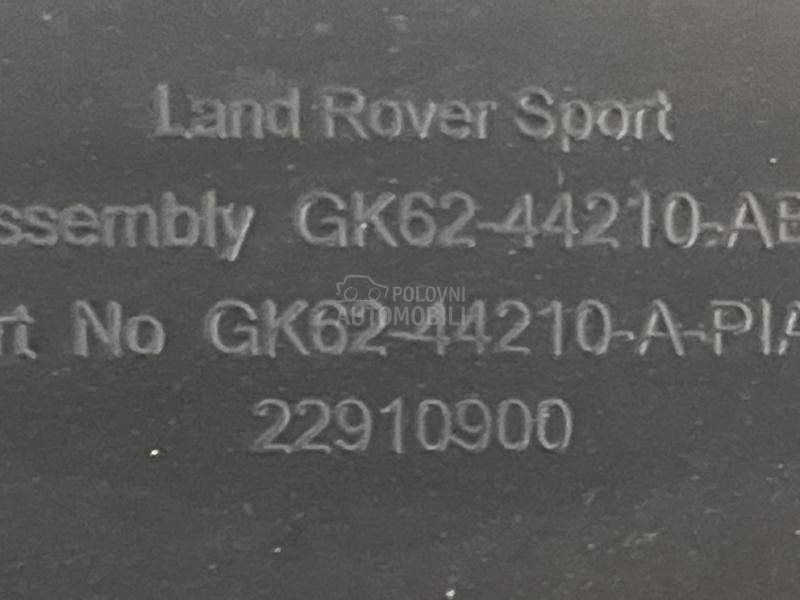 Land Rover Sport
ssembly GK62-44210-AB
rt No GK62-44210-A-PIA
22910900
POLOVNI
AUTOMOBILI